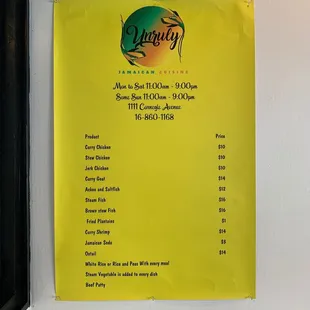 Unruly
JAMAICAN CUISINE
Mon to Sat 11:00am - 9:00pm
Some Sun 11:00am - 9:00pm
1111 Carnegie Avenue
16-860-1168
Product Price
Curry Chicken $10
Stew Chicken $10
Jerk Chicken $10
Curry Goat $14
Ackee and Saltfish $12
Steam Fish $16
Brown stew Fish $16
Fried Plantains $1
Curry Shrimp $14
Jamaican Soda $3
Oxtail $14
White Rice or Rice and Peas With every meal
Steam Vegetable is added to every dish
Beef Patty